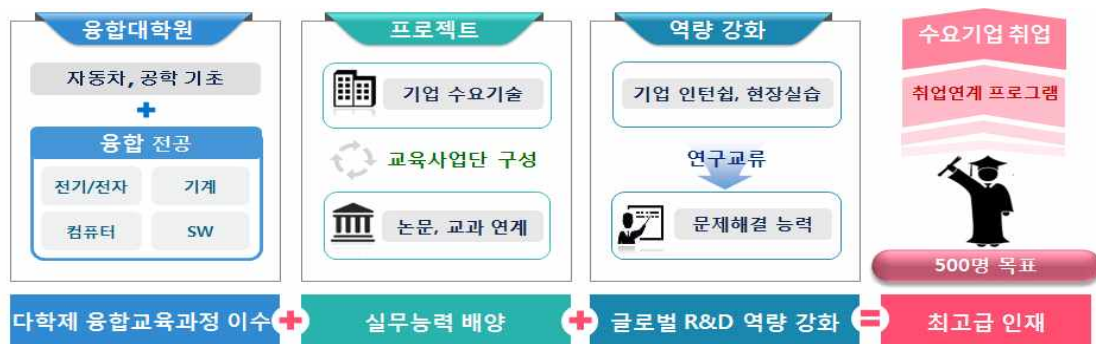 융합대학원
자동차, 공학 기초
융합 전공
전기/전자
기계
컴퓨터
SW
다학제 융합교육과정 이수
프로젝트
기업 수요기술
교육사업단 구성
논문, 교과 연계
실무능력 배양
역량 강화
기업 인턴쉽, 현장실습
연구교류
문제해결 능력
글로벌 R&D 역량 강화
수요기업 취업
취업연계 프로그램
500명 목표
최고급 인재